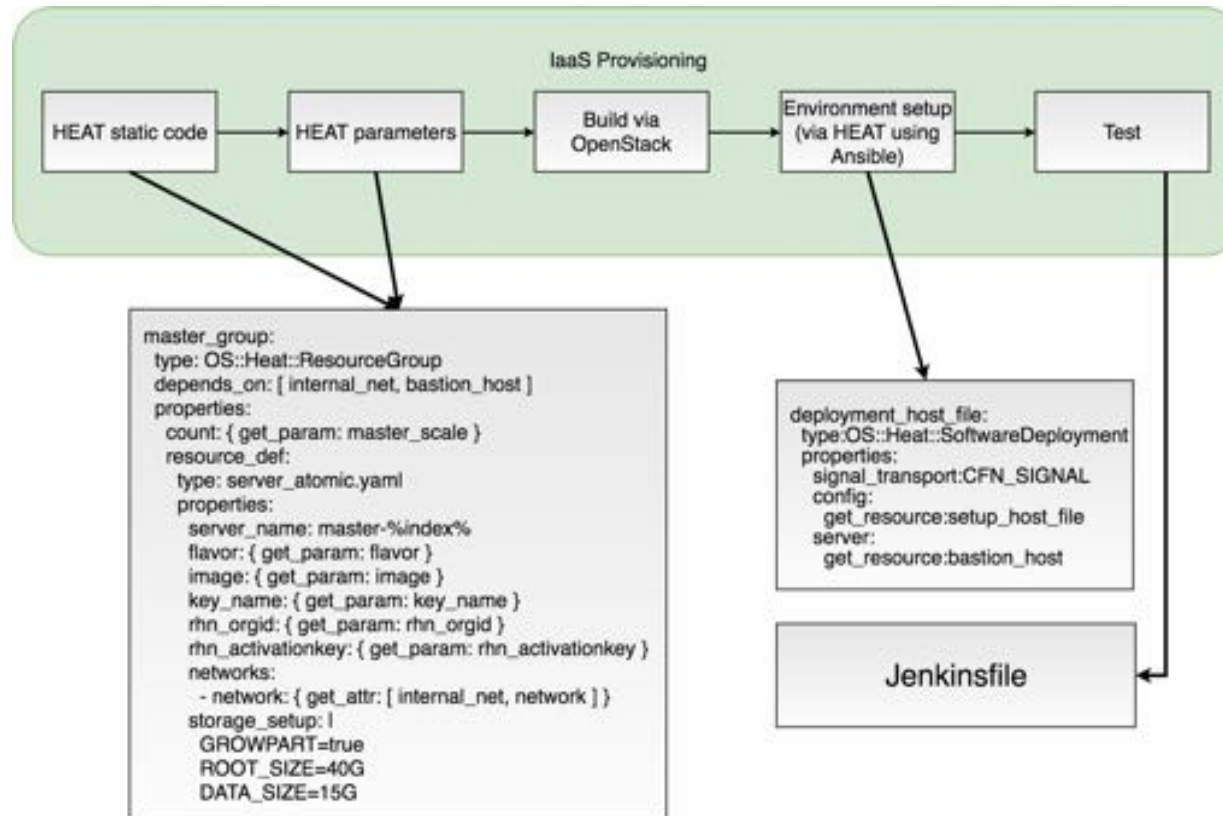 IaaS Provisioning
HEAT static code
HEAT parameters
Build via
OpenStack
Environment setup
(via HEAT using
Ansible)
Test
master_group:
type: OS::Heat::ResourceGroup
depends_on: [ internal_net, bastion_host ]
properties:
count: { get_param: master_scale }
resource_def:
type: server_atomic.yaml
properties:
server_name: master-%index%
flavor: { get_param: flavor }
image: { get_param: image }
key_name: { get_param: key_name }
rhn_orgid: { get_param: rhn_orgid }
rhn_activationkey: { get_param: rhn_activationkey }
networks:
- network: { get_attr: [ internal_net, network ] }
storage_setup: |
GROWPART=true
ROOT_SIZE=40G
DATA_SIZE=15G
deployment_host_file:
type:OS::Heat::SoftwareDeployment
properties:
signal_transport:CFN_SIGNAL
config:
get_resource:setup_host_file
server:
get_resource:bastion_host
Jenkinsfile